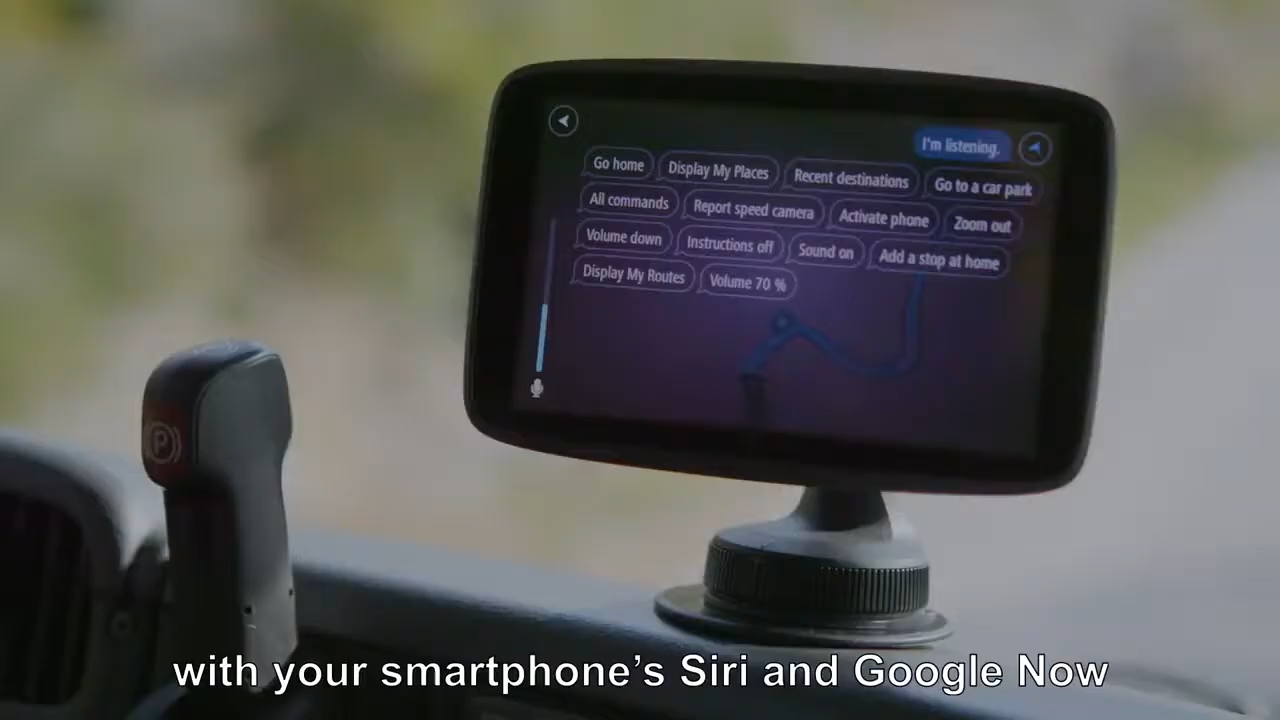 I'm listening.
Go home Display My Places Recent destinations Go to a car park
All commands Report speed camera Activate phone Zoom out
Volume down Instructions off Sound on Add a stop at home
Display My Routes Volume 70 %
P
with your smartphone’s Siri and Google Now